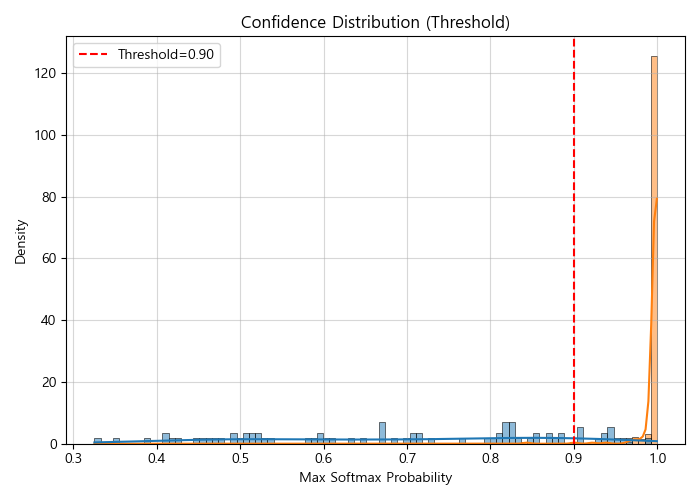 Confidence Distribution (Threshold)
Threshold=0.90
120
100
80
60
40
20
0
Density
0.3 0.4 0.5 0.6 0.7 0.8 0.9 1.0
Max Softmax Probability